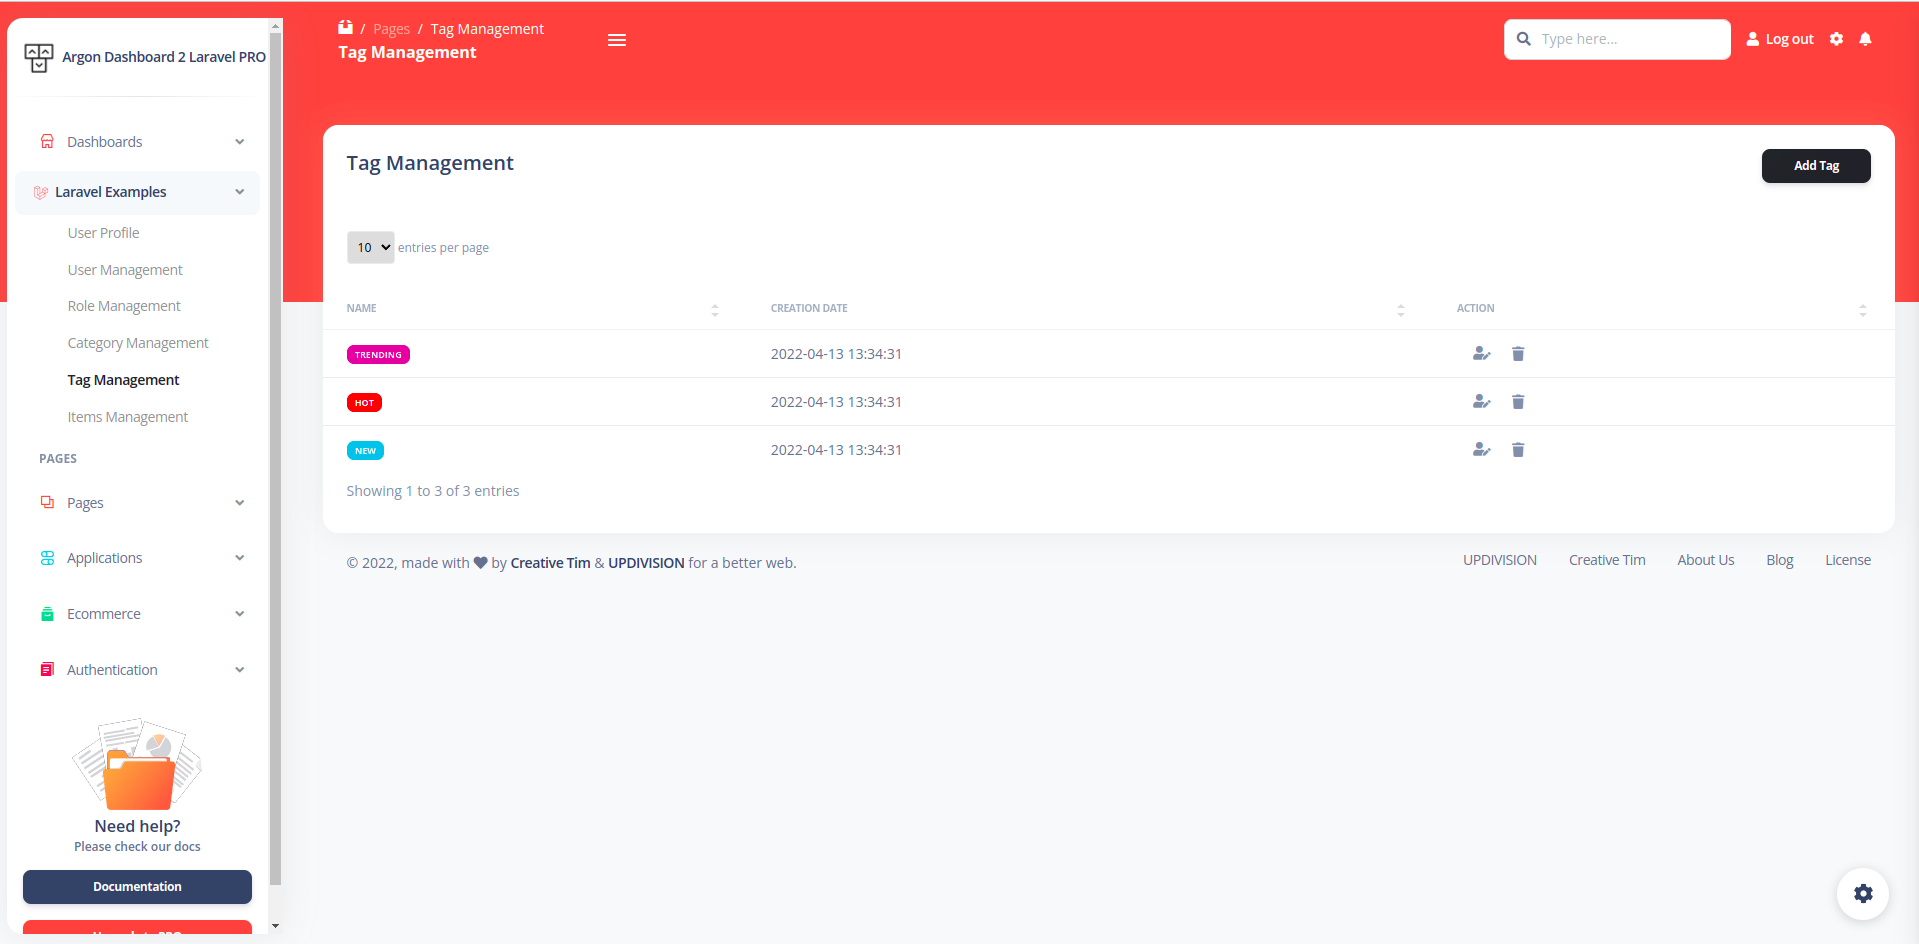 Argon Dashboard 2 Laravel PRO
Dashboards
Laravel Examples
User Profile
User Management
Role Management
Category Management
Tag Management
Items Management
PAGES
Pages
Applications
Ecommerce
Authentication
Need help?
Please check our docs
Documentation
/ Pages / Tag Management
Tag Management
Type here...
Log out
Tag Management
Add Tag
10 entries per page
NAME CREATION DATE ACTION
TRENDING 2022-04-13 13:34:31
HOT 2022-04-13 13:34:31
NEW 2022-04-13 13:34:31
Showing 1 to 3 of 3 entries
© 2022, made with by Creative Tim & UPDIVISION for a better web.
UPDIVISION Creative Tim About Us Blog License